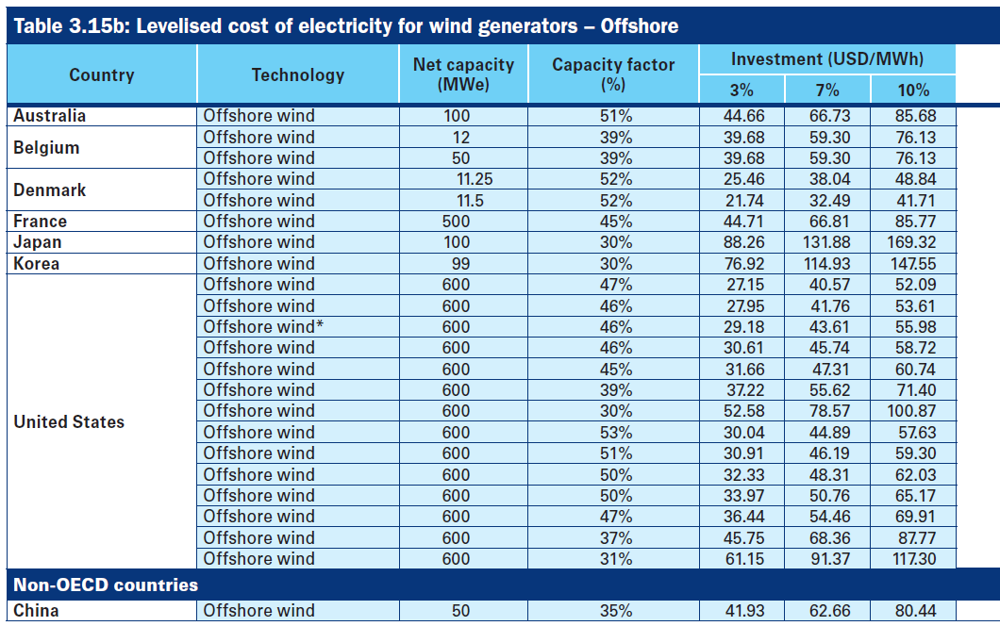 Table 3.15b: Levelised cost of electricity for wind generators – Offshore
Country Technology Net capacity (MWe) Capacity factor (%) Investment (USD/MWh)
3% 7% 10%
Australia Offshore wind 100 51% 44.66 66.73 85.68
Belgium Offshore wind 12 39% 39.68 59.30 76.13
Offshore wind 50 39% 39.68 59.30 76.13
Denmark Offshore wind 11.25 52% 25.46 38.04 48.84
Offshore wind 11.5 52% 21.74 32.49 41.71
France Offshore wind 500 45% 44.71 66.81 85.77
Japan Offshore wind 100 30% 88.26 131.88 169.32
Korea Offshore wind 99 30% 76.92 114.93 147.55
United States Offshore wind 600 47% 27.15 40.57 52.09
Offshore wind 600 46% 27.95 41.76 53.61
Offshore wind* 600 46% 29.18 43.61 55.98
Offshore wind 600 46% 30.61 45.74 58.72
Offshore wind 600 45% 31.66 47.31 60.74
Offshore wind 600 39% 37.22 55.62 71.40
Offshore wind 600 30% 52.58 78.57 100.87
Offshore wind 600 53% 30.04 44.89 57.63
Offshore wind 600 51% 30.91 46.19 59.30
Offshore wind 600 50% 32.33 48.31 62.03
Offshore wind 600 50% 33.97 50.76 65.17
Offshore wind 600 47% 36.44 54.46 69.91
Offshore wind 600 37% 45.75 68.36 87.77
Offshore wind 600 31% 61.15 91.37 117.30
Non-OECD countries
China Offshore wind 50 35% 41.93 62.66 80.44